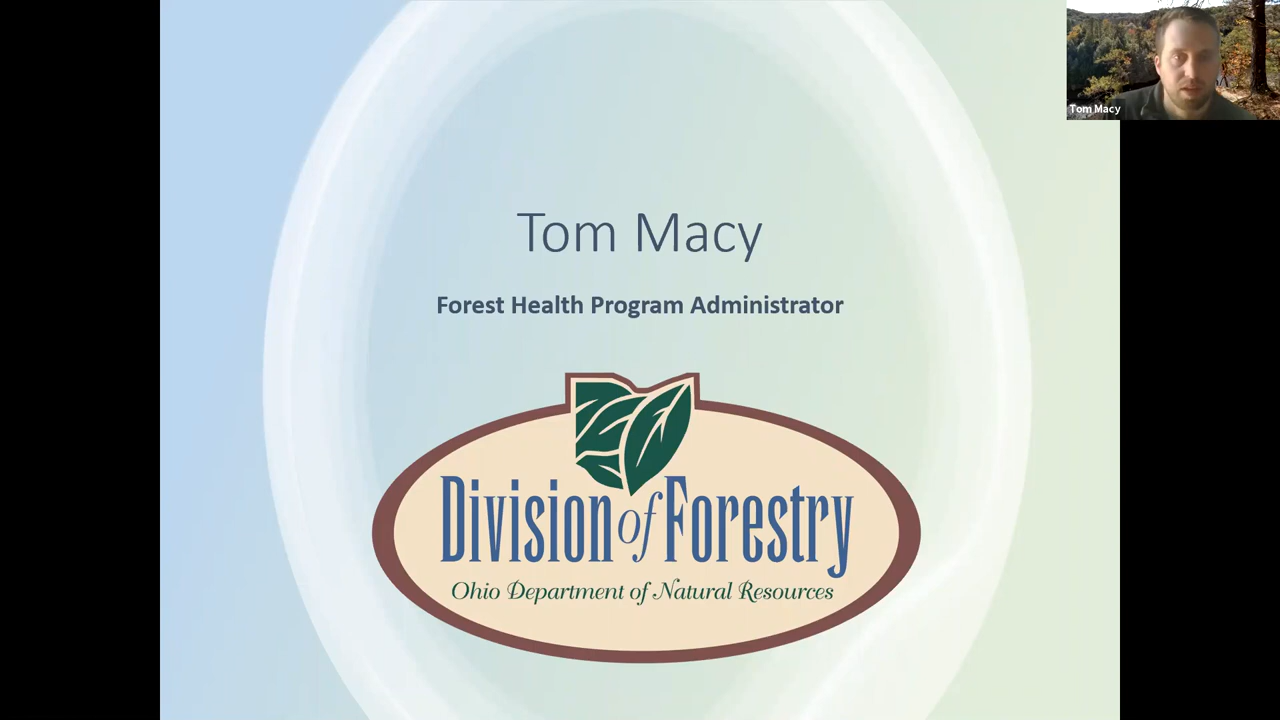 Tom Macy
Tom Macy
Forest Health Program Administrator
Division of Forestry
Ohio Department of Natural Resources